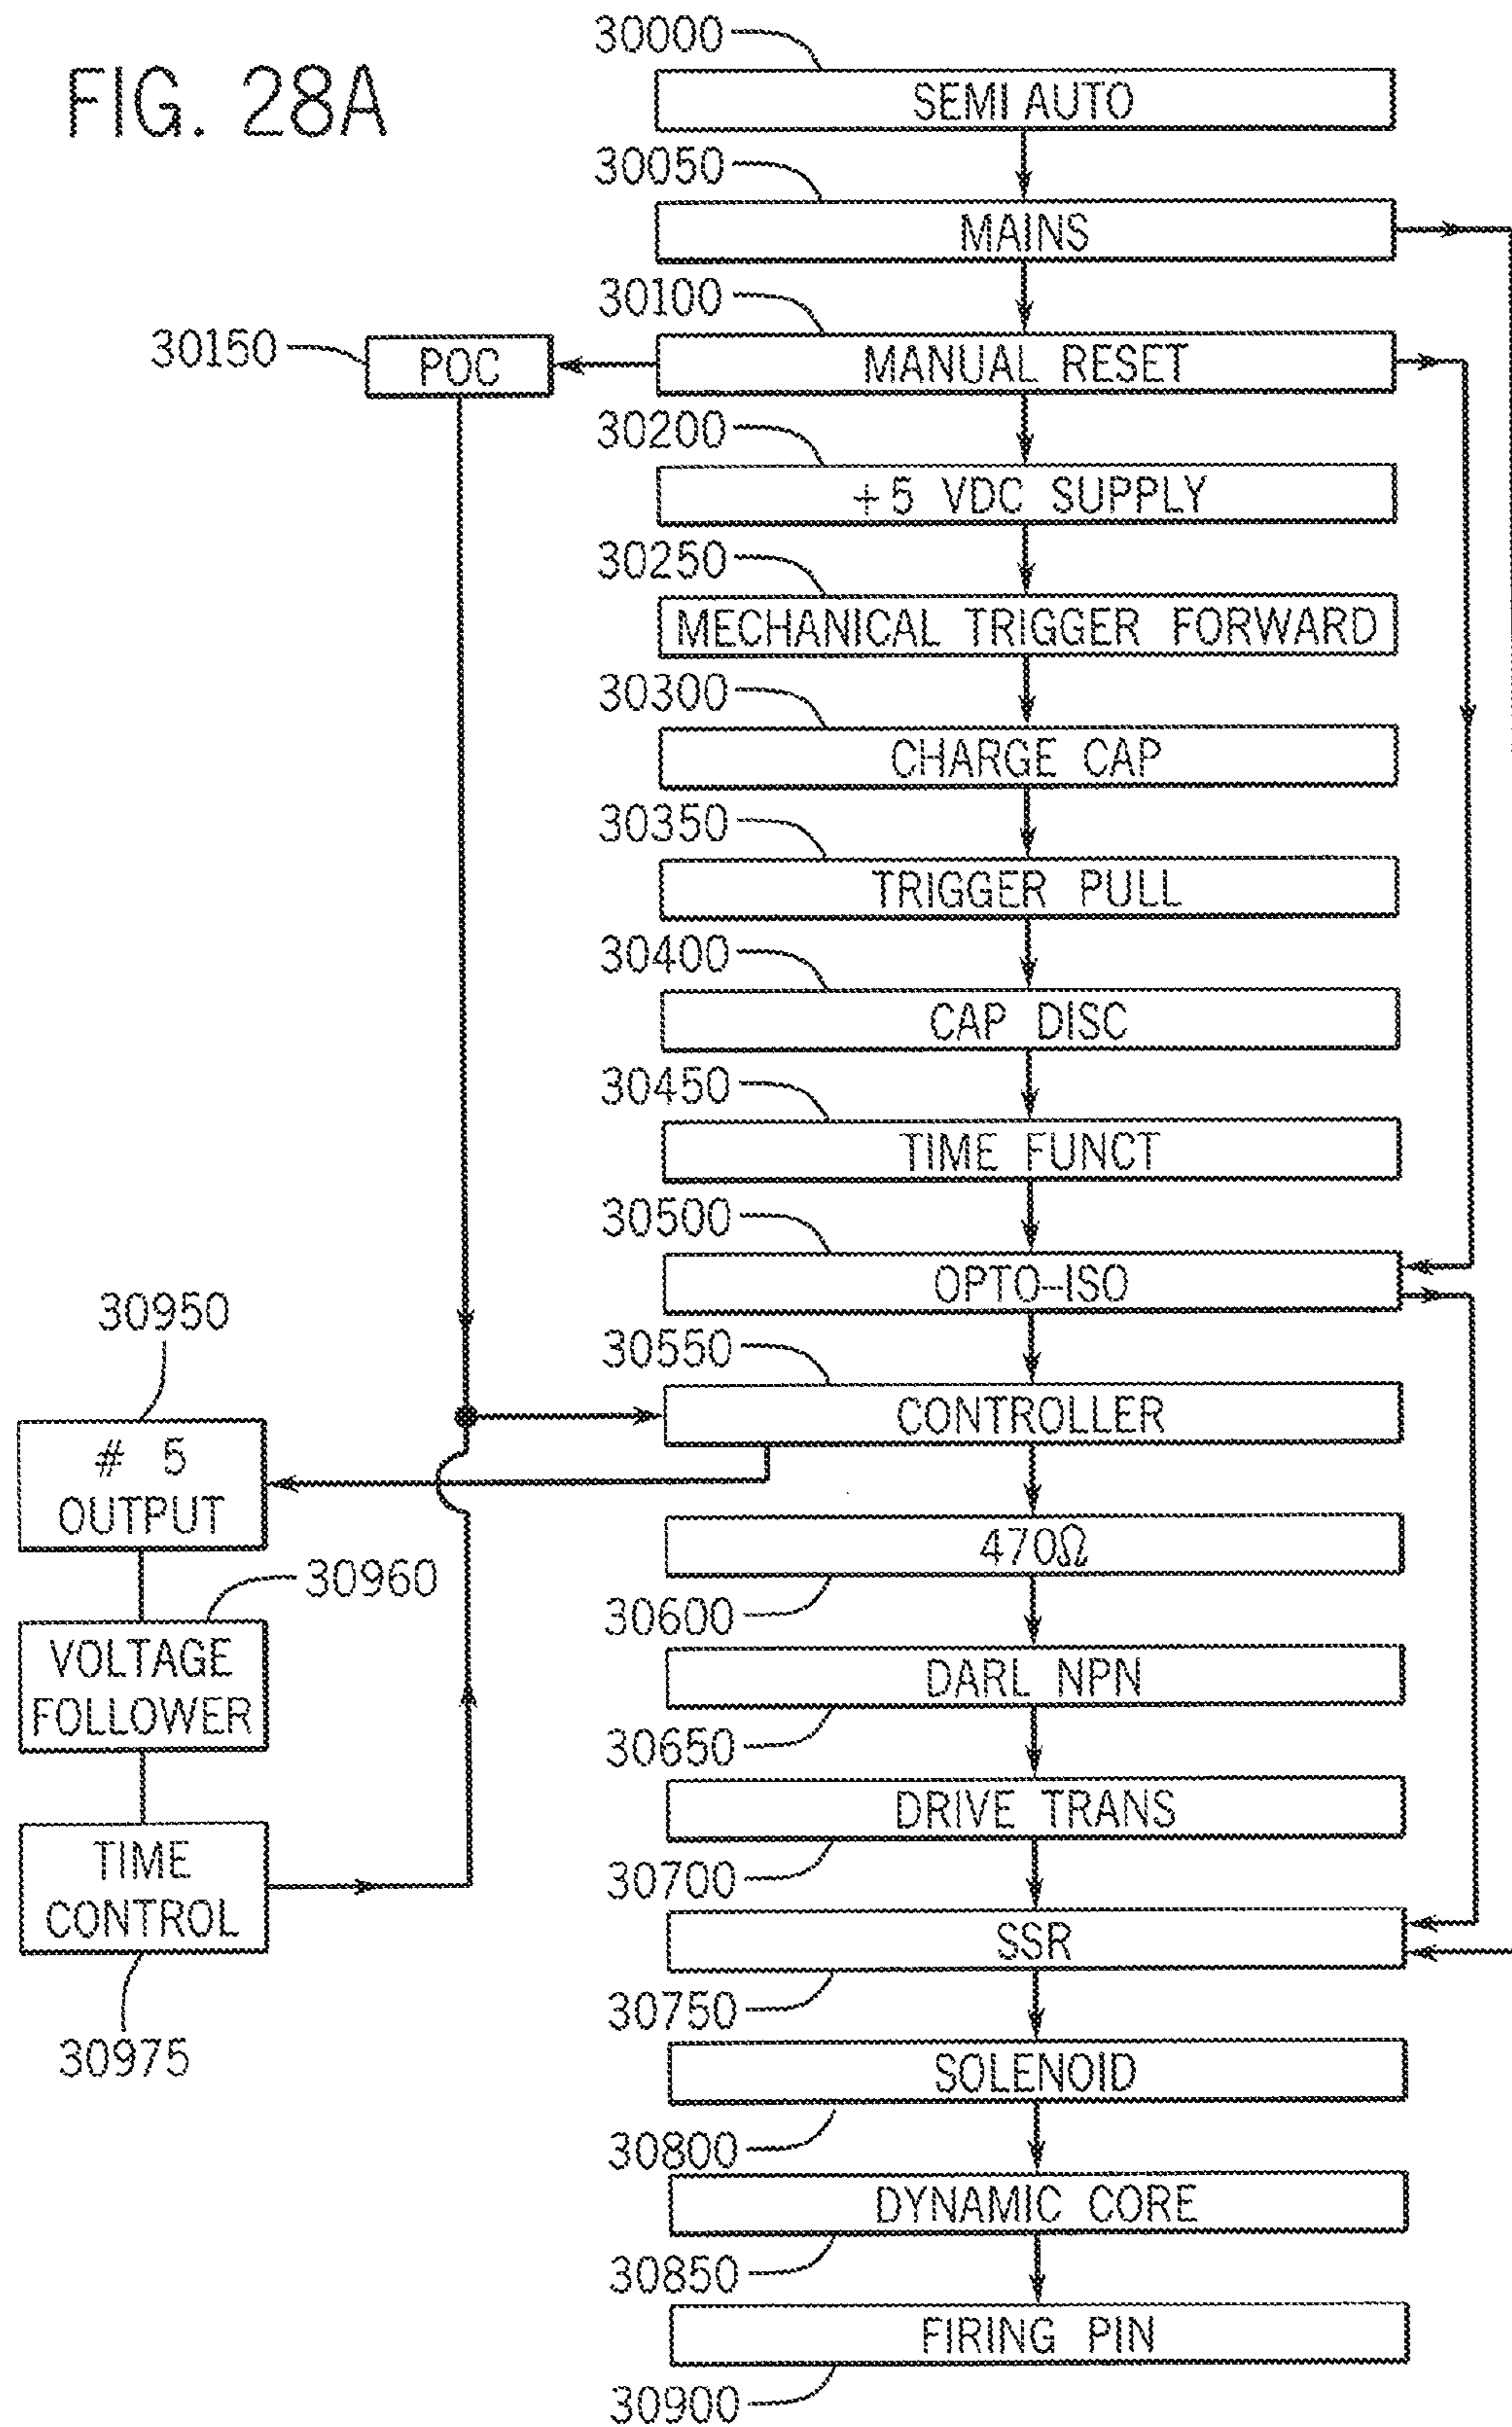 FIG. 28A
30000
SEMI AUTO
30050
MAINS
30100
MANUAL RESET
30150
POC
30200
+5 VDC SUPPLY
30250
MECHANICAL TRIGGER FORWARD
30300
CHARGE CAP
30350
TRIGGER PULL
30400
CAP DISC
30450
TIME FUNCT
30500
OPTO-ISO
30550
CONTROLLER
30950
# 5
OUTPUT
470Ω
30600
30960
VOLTAGE
FOLLOWER
DARL NPN
30650
DRIVE TRANS
30700
TIME
CONTROL
30975
SSR
30750
SOLENOID
30800
DYNAMIC CORE
30850
FIRING PIN
30900